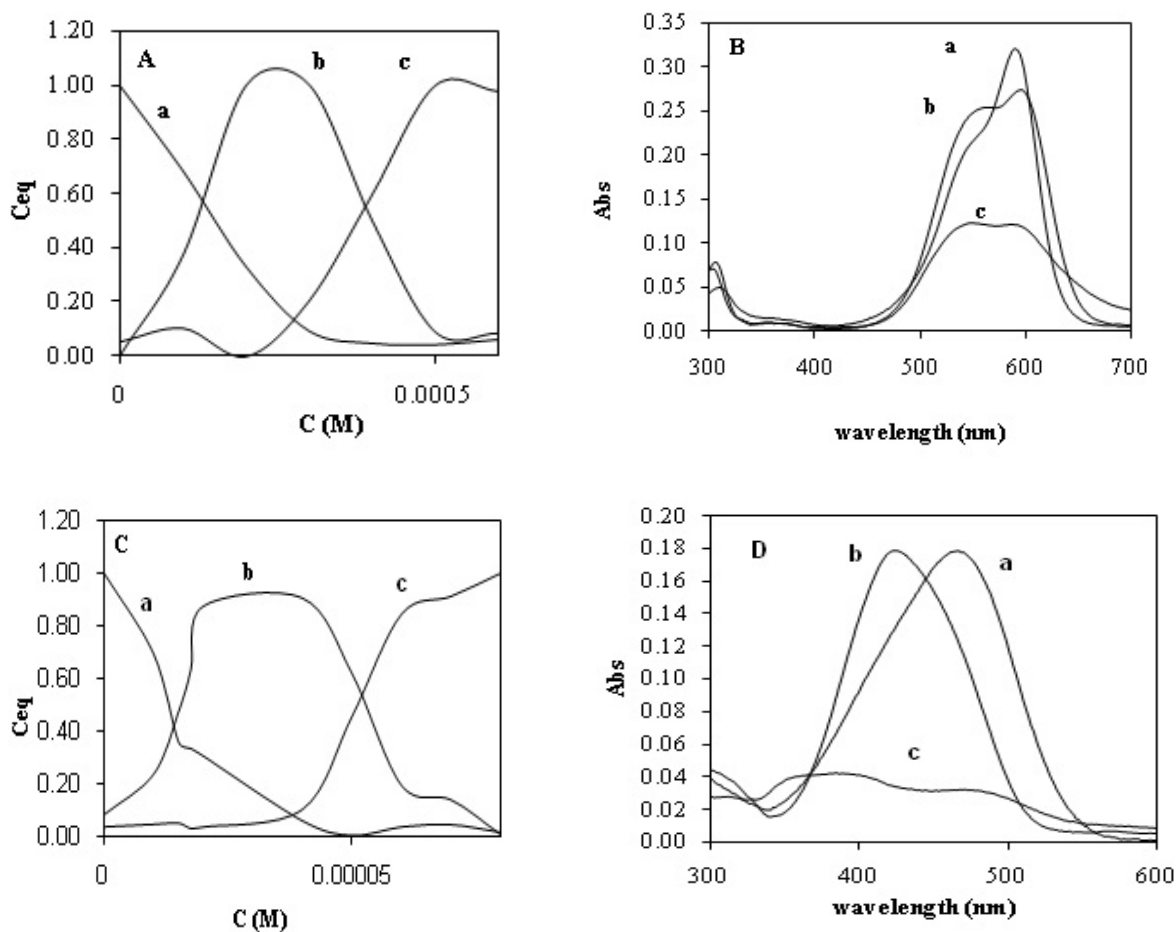 1.20
1.00
0.80
0.60
0.40
0.20
0.00
A
a
b
c
Ceq
0
0.0005
C (M)
0.35
0.30
0.25
0.20
0.15
0.10
0.05
0.00
B
a
b
c
Abs
300
400
500
600
700
wavelength (nm)
1.20
1.00
0.80
0.60
0.40
0.20
0.00
C
a
b
c
Ceq
0
0.00005
C (M)
0.20
0.18
0.16
0.14
0.12
0.10
0.08
0.06
0.04
0.02
0.00
D
b
a
c
Abs
300
400
500
600
wavelength (nm)